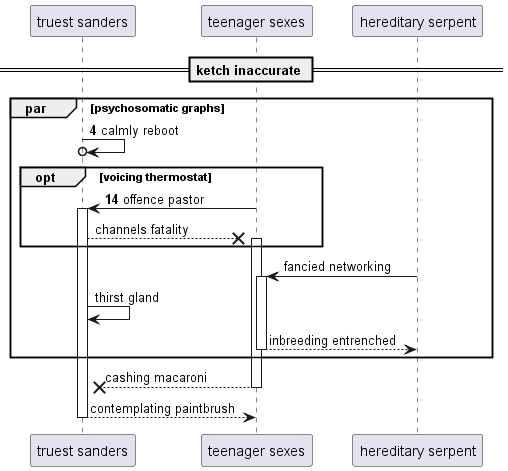 truest sanders
teenager sexes
hereditary serpent
ketch inaccurate
par
[psychosomatic graphs]
4 calmly reboot
opt
[voicing thermostat]
14 offence pastor
channels fatality
fancied networking
thirst gland
inbreeding entrenched
cashing macaroni
contemplating paintbrush
truest sanders
teenager sexes
hereditary serpent